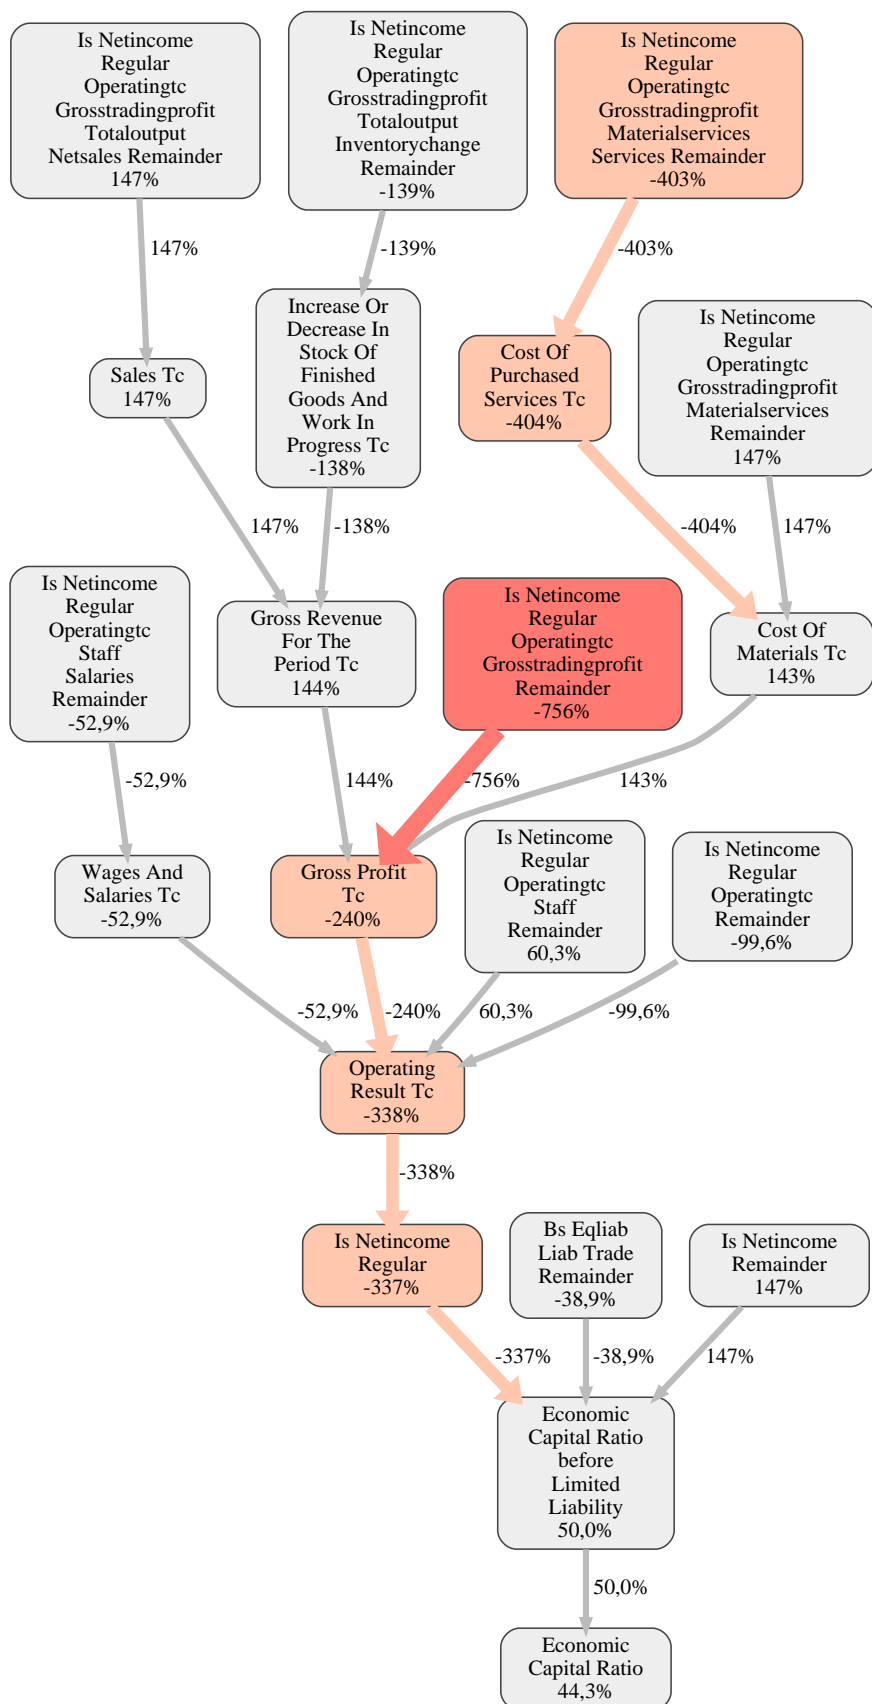 Is Netincome
Regular
Operatingtc
Grosstradingprofit
Totaloutput
Netsales Remainder
147%
Is Netincome
Regular
Operatingtc
Grosstradingprofit
Totaloutput
Inventorychange
Remainder
-139%
Is Netincome
Regular
Operatingtc
Grosstradingprofit
Materialservices
Services Remainder
-403%
147%
-139%
-403%
Sales Tc
147%
Increase Or
Decrease In
Stock Of
Finished
Goods And
Work In
Progress Tc
-138%
Cost Of
Purchased
Services Tc
-404%
Is Netincome
Regular
Operatingtc
Grosstradingprofit
Materialservices
Remainder
147%
147%
-138%
-404%
147%
Is Netincome
Regular
Operatingtc
Staff
Salaries
Remainder
-52,9%
Gross Revenue
For The
Period Tc
144%
Is Netincome
Regular
Operatingtc
Grosstradingprofit
Remainder
-756%
Cost Of
Materials Tc
143%
-52,9%
144%
-756%
143%
Wages And
Salaries Tc
-52,9%
Gross Profit
Tc
-240%
Is Netincome
Regular
Operatingtc
Staff
Remainder
60,3%
Is Netincome
Regular
Operatingtc
Remainder
-99,6%
-52,9%
-240%
60,3%
-99,6%
Operating
Result Tc
-338%
-338%
Is Netincome
Regular
-337%
Bs Eqliab
Liab Trade
Remainder
-38,9%
Is Netincome
Remainder
147%
-337%
-38,9%
147%
Economic
Capital Ratio
before
Limited
Liability
50,0%
50,0%
Economic
Capital Ratio
44,3%